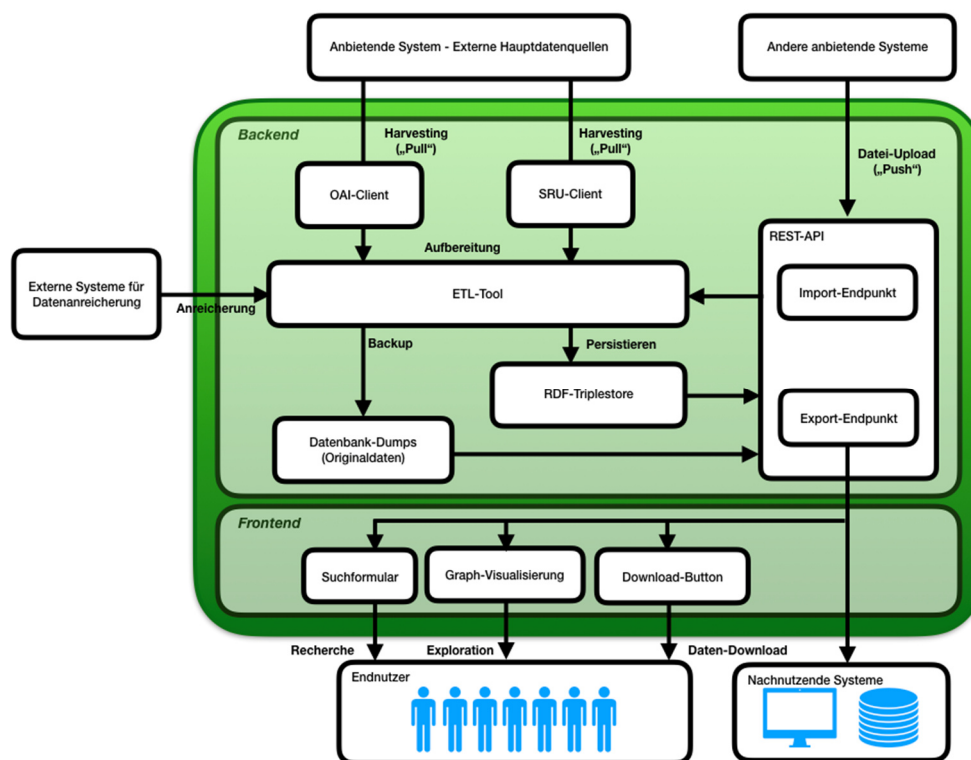 Anbietende System - Externe Hauptdatenquellen
Andere anbietende Systeme
Backend
Harvesting
(„Pull“)
Harvesting
(„Pull“)
Datei-Upload
(„Push“)
OAI-Client
SRU-Client
REST-API
Aufbereitung
Externe Systeme für
Datenanreicherung
Anreicherung
ETL-Tool
Import-Endpunkt
Backup
Persistieren
RDF-Triplestore
Export-Endpunkt
Datenbank-Dumps
(Originaldaten)
Frontend
Suchformular
Graph-Visualisierung
Download-Button
Recherche
Exploration
Daten-Download
Endnutzer
Nachnutzende Systeme